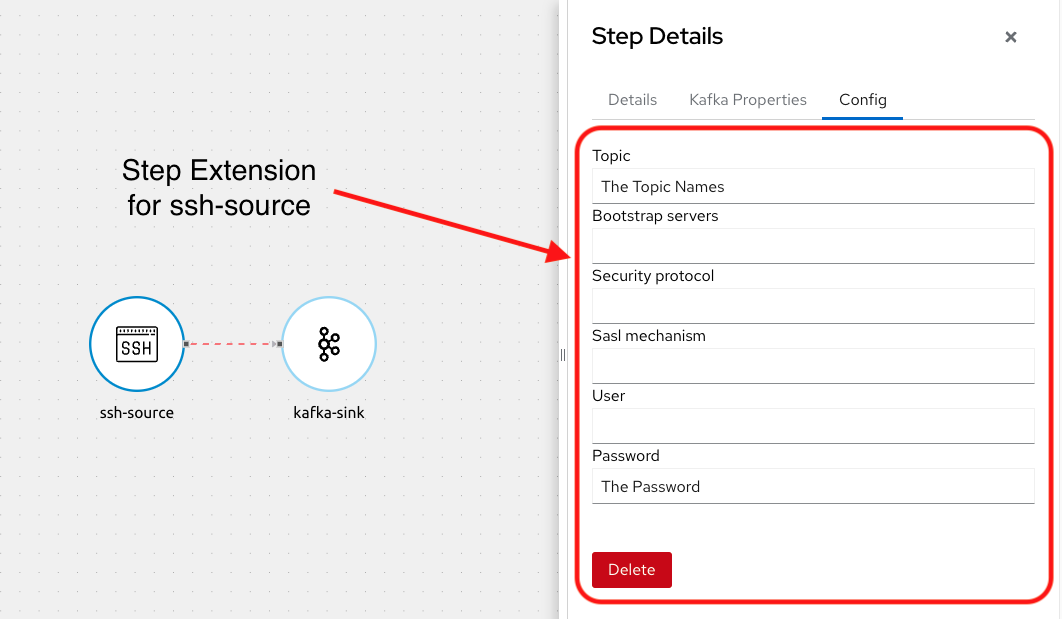 Step Extension
for ssh-source
SSH
ssh-source
kafka-sink
Step Details
Details Kafka Properties Config
Topic
The Topic Names
Bootstrap servers
Security protocol
Sasl mechanism
User
Password
The Password
Delete